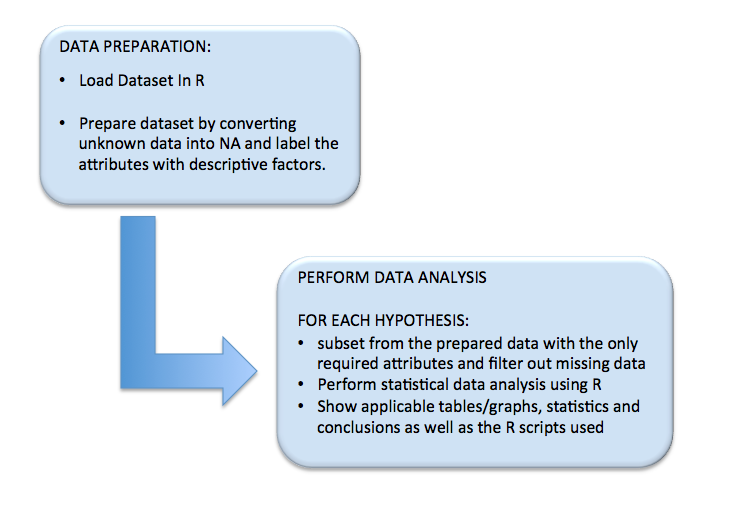 DATA PREPARATION:
• Load Dataset In R
• Prepare dataset by converting
unknown data into NA and label the
attributes with descriptive factors.
PERFORM DATA ANALYSIS
FOR EACH HYPOTHESIS:
• subset from the prepared data with the only
required attributes and filter out missing data
• Perform statistical data analysis using R
• Show applicable tables/graphs, statistics and
conclusions as well as the R scripts used